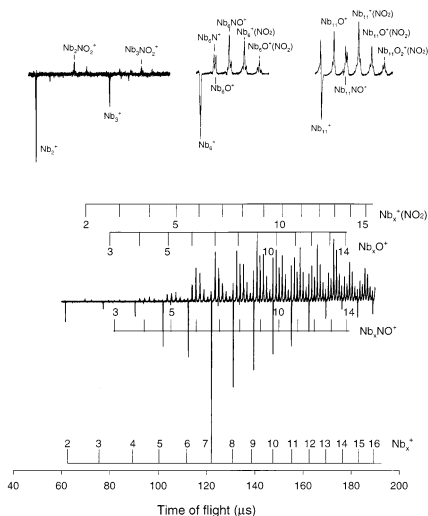 Nb₂NO₂⁺
Nb₃NO₂⁺
Nb₃⁺
Nb₂⁺
Nb₆NO⁺
Nb₆N⁺
Nb₆⁺(NO₂)
Nb₆O⁺(NO₂)
Nb₆O⁺
Nb₆⁺
Nb₁₁⁺(NO₂)
Nb₁₁O⁺
Nb₁₁O⁺(NO₂)
Nb₁₁O₂⁺(NO₂)
Nb₁₁NO⁺
Nb₁₁⁺
2 5 10 15 Nbₓ⁺(NO₂)
3 5 10 14 NbₓO⁺
3 5 10 14 NbₓNO⁺
2 3 4 5 6 7 8 9 10 11 12 13 14 15 16 Nbₓ⁺
40 60 80 100 120 140 160 180 200
Time of flight (μs)